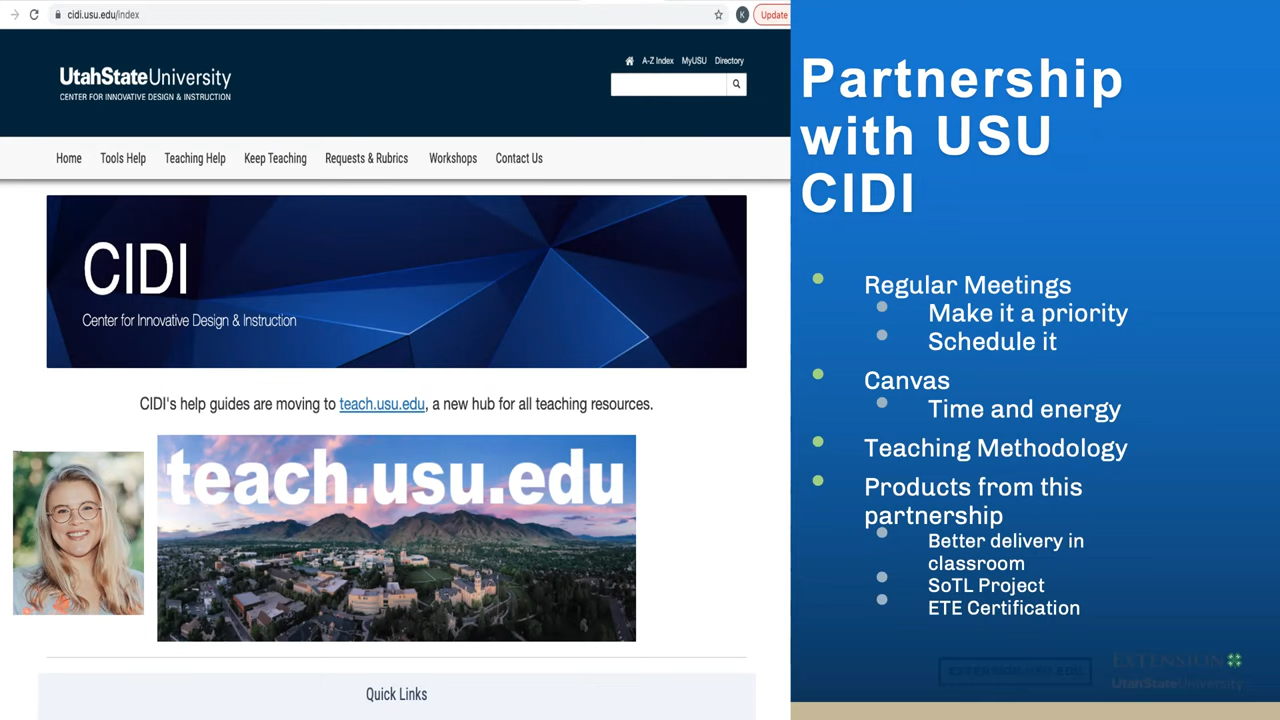 cidi.usu.edu/index
K
Update
UtahStateUniversity
CENTER FOR INNOVATIVE DESIGN & INSTRUCTION
A-Z Index MyUSU Directory
Home Tools Help Teaching Help Keep Teaching Requests & Rubrics Workshops Contact Us
CIDI
Center for Innovative Design & Instruction
CIDI's help guides are moving to teach.usu.edu, a new hub for all teaching resources.
teach.usu.edu
Quick Links
Partnership
with USU
CIDI
Regular Meetings
Make it a priority
Schedule it
Canvas
Time and energy
Teaching Methodology
Products from this
partnership
Better delivery in
classroom
SoTL Project
ETE Certification
EXTENSION.USU.EDU
EXTENSION
UtahStateUniversity